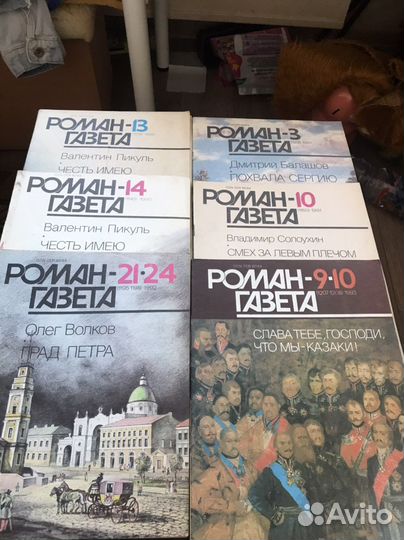 РОМАН-13
ГАЗЕТА
Валентин Пикуль
ЧЕСТЬ ИМЕЮ
РОМАН-3
ГАЗЕТА
Дмитрий Балашов
ПОХВАЛА СЕРГИЮ
РОМАН-14
ГАЗЕТА
Валентин Пикуль
ЧЕСТЬ ИМЕЮ
РОМАН-10
ГАЗЕТА
Владимир Солоухин
СМЕХ ЗА ЛЕВЫМ ПЛЕЧОМ
РОМАН-21·24
ГАЗЕТА
Олег Волков
ГРАД ПЕТРА
РОМАН-9·10
ГАЗЕТА
СЛАВА ТЕБЕ, ГОСПОДИ,
ЧТО МЫ-КАЗАКИ!
Avito